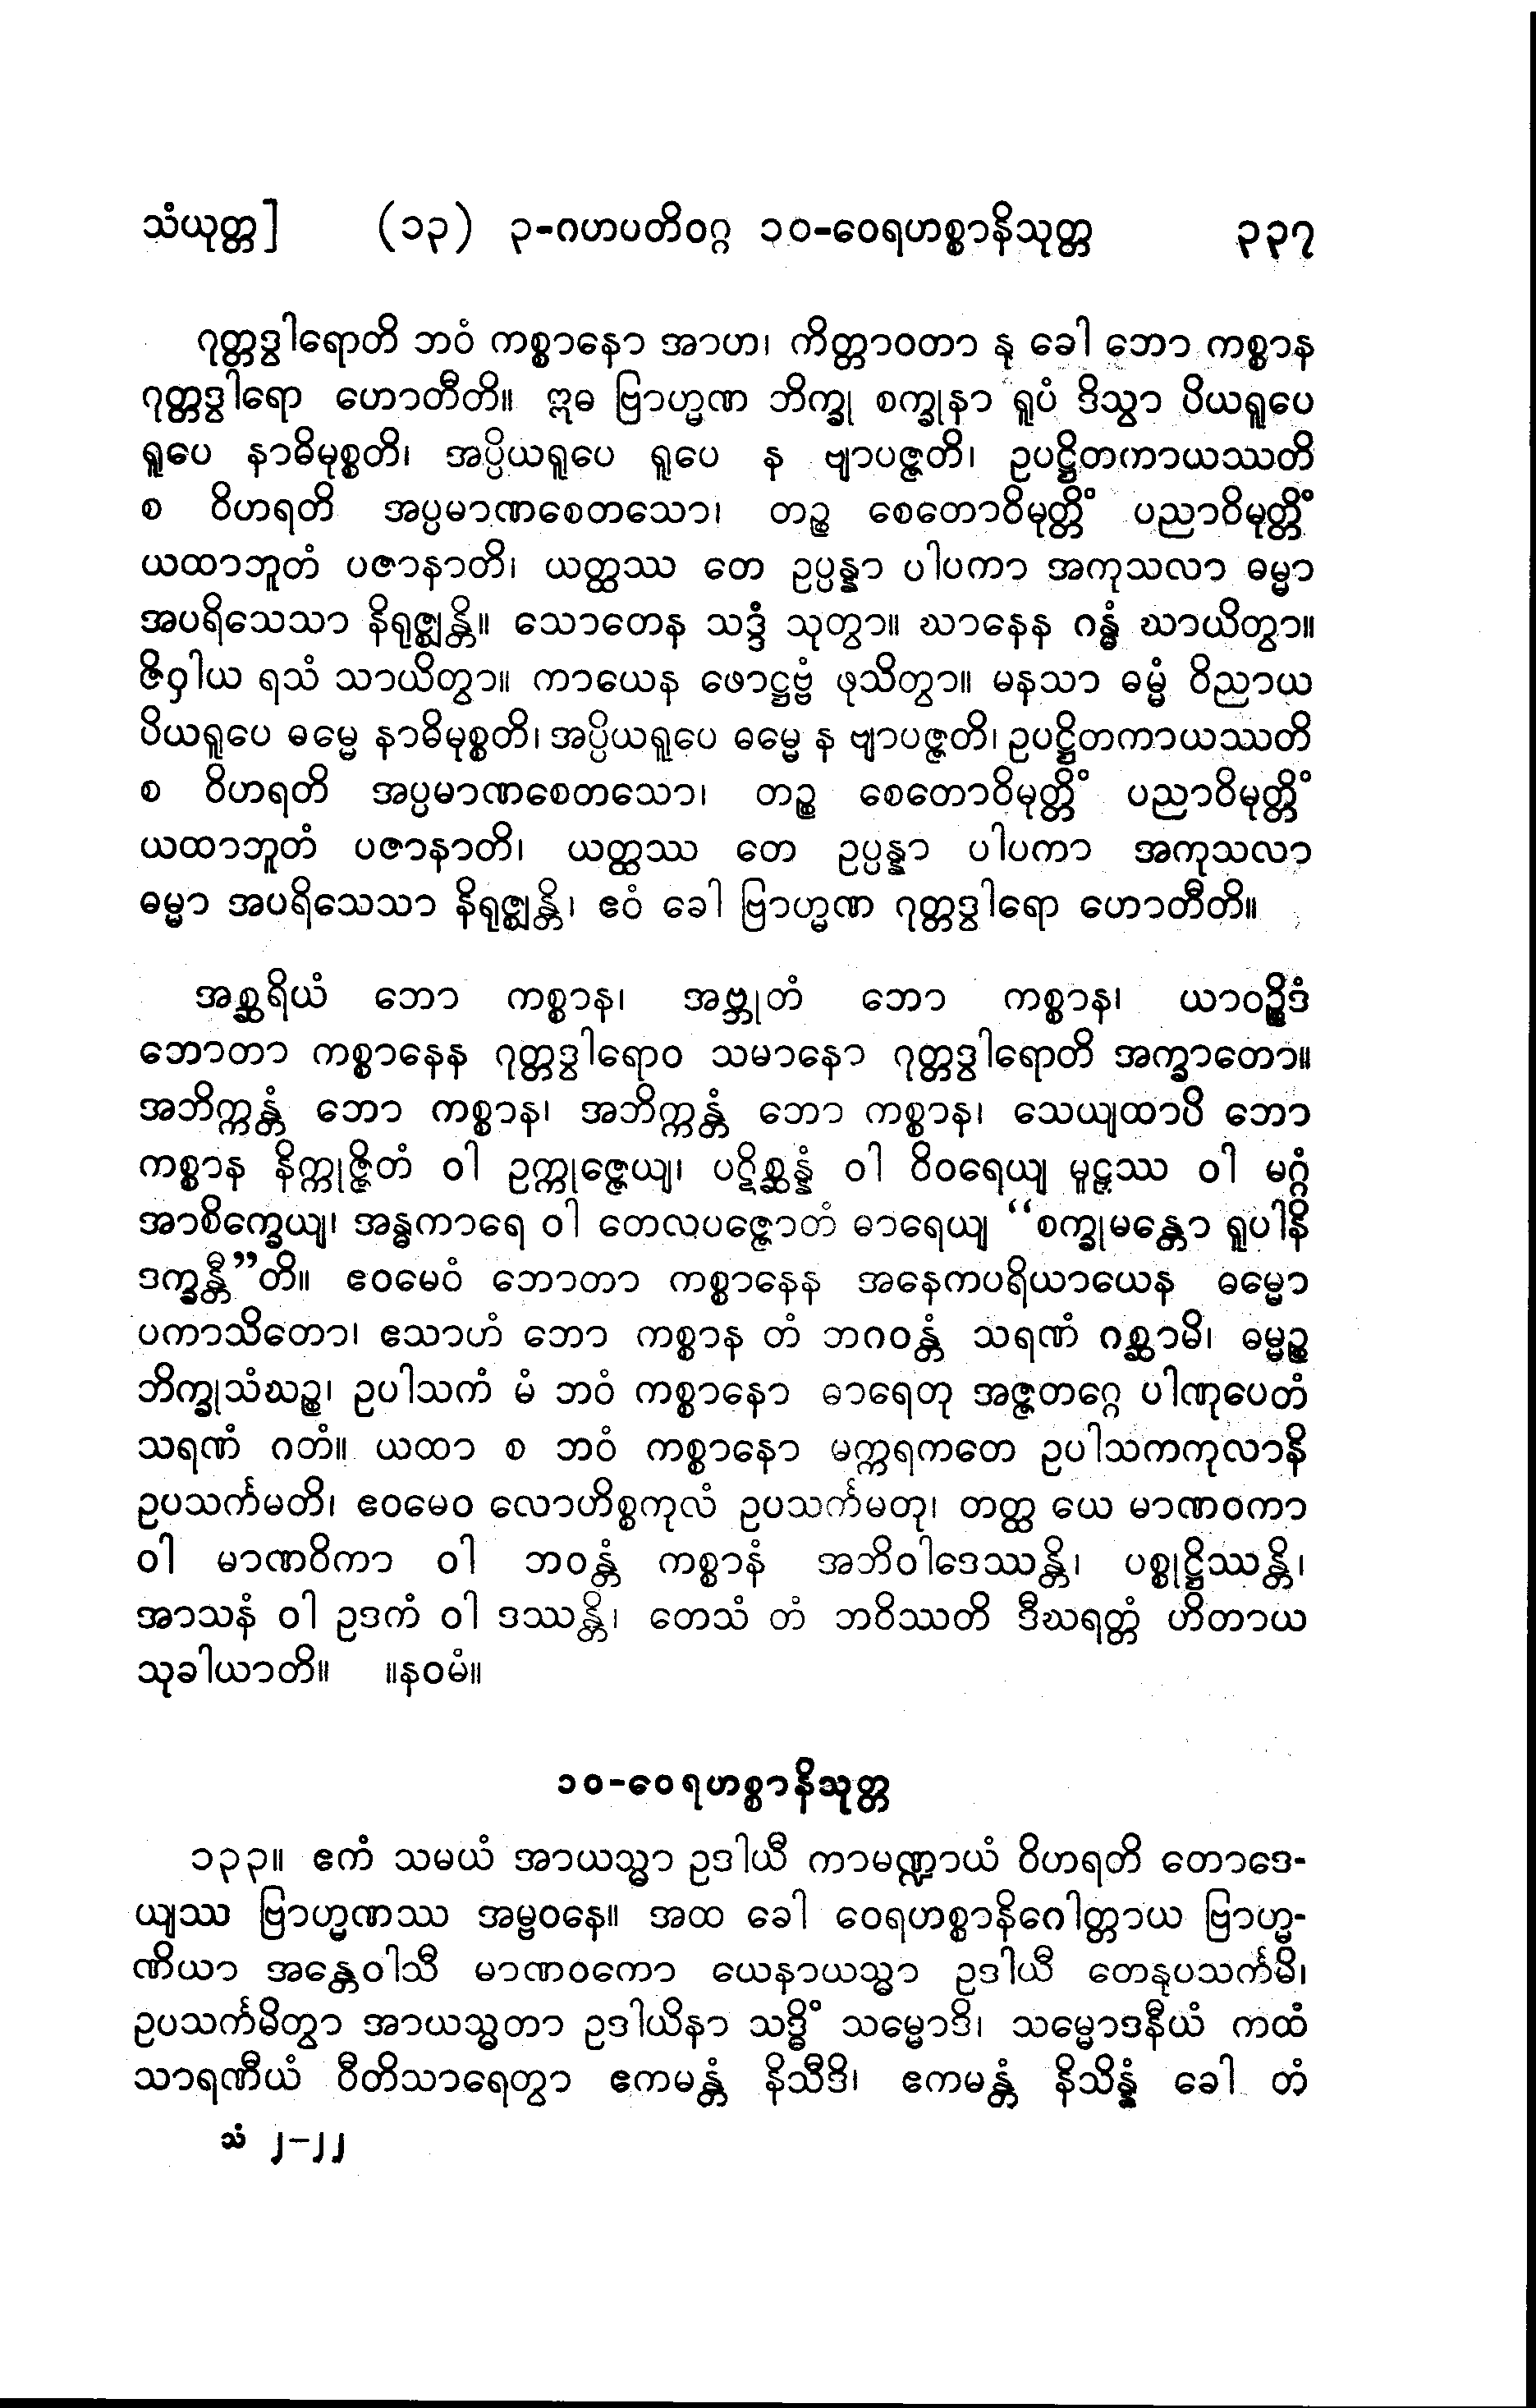 သံယုတ္တ] (၁၃) ၃-ဂဟပတိဝဂ္ဂ ၁၀-ဝေရဟစ္စာနိသုတ္တ ၃၃၇
ဂုတ္တဒွါရောတိ ဘဝံ ကစ္စာနော အာဟ၊ ကိတ္တာဝတာ နု ခေါ ဘော ကစ္စာန
ဂုတ္တဒွါရော ဟောတီတိ။ ဣဓ ဗြာဟ္မဏ ဘိက္ခု စက္ခုနာ ရူပံ ဒိသွာ ပိယရူပေ
ရူပေ နာဓိမုစ္စတိ၊ အပ္ပိယရူပေ ရူပေ န ဗျာပဇ္ဇတိ၊ ဥပဋ္ဌိတကာယဿတိ
စ ဝိဟရတိ အပ္ပမာဏစေတသော၊ တဉ္စ စေတောဝိမုတ္တိံ ပညာဝိမုတ္တိံ
ယထာဘူတံ ပဇာနာတိ၊ ယတ္ထဿ တေ ဥပ္ပန္နာ ပါပကာ အကုသလာ ဓမ္မာ
အပရိသေသာ နိရုဇ္ဈန္တိ။ သောတေန သဒ္ဒံ သုတွာ။ ဃာနေန ဂန္ဓံ ဃာယိတွာ။
ဇိဝှါယ ရသံ သာယိတွာ။ ကာယေန ဖောဋ္ဌဗ္ဗံ ဖုသိတွာ။ မနသာ ဓမ္မံ ဝိညာယ
ပိယရူပေ ဓမ္မေ နာဓိမုစ္စတိ၊ အပ္ပိယရူပေ ဓမ္မေ န ဗျာပဇ္ဇတိ၊ ဥပဋ္ဌိတကာယဿတိ
စ ဝိဟရတိ အပ္ပမာဏစေတသော၊ တဉ္စ စေတောဝိမုတ္တိံ ပညာဝိမုတ္တိံ
ယထာဘူတံ ပဇာနာတိ၊ ယတ္ထဿ တေ ဥပ္ပန္နာ ပါပကာ အကုသလာ
ဓမ္မာ အပရိသေသာ နိရုဇ္ဈန္တိ၊ ဧဝံ ခေါ ဗြာဟ္မဏ ဂုတ္တဒွါရော ဟောတီတိ။
အစ္ဆရိယံ ဘော ကစ္စာန၊ အဗ္ဘုတံ ဘော ကစ္စာန၊ ယာဝဉ္စိဒံ
ဘောတာ ကစ္စာနေန ဂုတ္တဒွါရောဝ သမာနော ဂုတ္တဒွါရောတိ အက္ခာတော။
အဘိက္ကန္တံ ဘော ကစ္စာန၊ အဘိက္ကန္တံ ဘော ကစ္စာန၊ သေယျထာပိ ဘော
ကစ္စာန နိက္ကုဇ္ဇိတံ ဝါ ဥက္ကုဇ္ဇေယျ၊ ပဋိစ္ဆန္နံ ဝါ ဝိဝရေယျ မူဠှဿ ဝါ မဂ္ဂံ
အာစိက္ခေယျ၊ အန္ဓကာရေ ဝါ တေလပဇ္ဇောတံ ဓာရေယျ “စက္ခုမန္တော ရူပါနိ
ဒက္ခန္တီ”တိ။ ဧဝမေဝံ ဘောတာ ကစ္စာနေန အနေကပရိယာယေန ဓမ္မော
ပကာသိတော၊ ဧသာဟံ ဘော ကစ္စာန တံ ဘဂဝန္တံ သရဏံ ဂစ္ဆာမိ၊ ဓမ္မဉ္စ
ဘိက္ခုသံဃဉ္စ၊ ဥပါသကံ မံ ဘဝံ ကစ္စာနော ဓာရေတု အဇ္ဇတဂ္ဂေ ပါဏုပေတံ
သရဏံ ဂတံ။ ယထာ စ ဘဝံ ကစ္စာနော မက္ကရကတေ ဥပါသကကုလာနိ
ဥပသင်္ကမတိ၊ ဧဝမေဝ လောဟိစ္စကုလံ ဥပသင်္ကမတု၊ တတ္ထ ယေ မာဏဝကာ
ဝါ မာဏဝိကာ ဝါ ဘဝန္တံ ကစ္စာနံ အဘိဝါဒေဿန္တိ၊ ပစ္စုဋ္ဌိဿန္တိ၊
အာသနံ ဝါ ဥဒကံ ဝါ ဒဿန္တိ၊ တေသံ တံ ဘဝိဿတိ ဒီဃရတ္တံ ဟိတာယ
သုခါယာတိ။ ။နဝမံ။
၁၀-ဝေရဟစ္စာနိသုတ္တ
၁၃၃။ ဧကံ သမယံ အာယသ္မာ ဥဒါယီ ကာမဏ္ဍာယံ ဝိဟရတိ တောဒေ-
ယျဿ ဗြာဟ္မဏဿ အမ္ဗဝနေ။ အထ ခေါ ဝေရဟစ္စာနိဂေါတ္တာယ ဗြာဟ္မ-
ဏိယာ အန္တေဝါသီ မာဏဝကော ယေနာယသ္မာ ဥဒါယီ တေနုပသင်္ကမိ၊
ဥပသင်္ကမိတွာ အာယသ္မတာ ဥဒါယိနာ သဒ္ဓိံ သမ္မောဒိ၊ သမ္မောဒနီယံ ကထံ
သာရဏီယံ ဝီတိသာရေတွာ ဧကမန္တံ နိသီဒိ၊ ဧကမန္တံ နိသိန္နံ ခေါ တံ
သံ ၂-၂၂